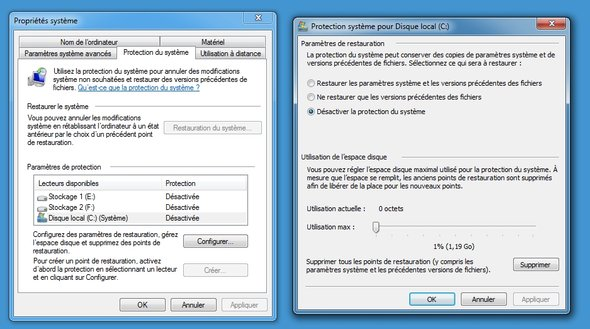 Propriétés système
Nom de l'ordinateur
Matériel
Paramètres système avancés
Protection du système
Utilisation à distance
Utilisez la protection du système pour annuler des modifications
système non souhaitées et restaurer des versions précédentes de
fichiers. Qu'est-ce que la protection du système ?
Restaurer le système
Vous pouvez annuler les modifications
système en rétablissant l'ordinateur à un état
antérieur par le choix d'un précédent point
de restauration.
Restauration du système...
Paramètres de protection
Lecteurs disponibles
Protection
Stockage 1 (E:)
Désactivée
Stockage 2 (F:)
Désactivée
Disque local (C:) (Système)
Désactivée
Configurez des paramètres de restauration, gérez
l'espace disque et supprimez des points de
restauration.
Configurer...
Pour créer un point de restauration, activez
d'abord la protection en sélectionnant un lecteur
et en cliquant sur Configurer.
Créer...
OK
Annuler
Appliquer
Protection système pour Disque local (C:)
Paramètres de restauration
La protection du système peut conserver des copies de paramètres système et de
versions précédentes de fichiers. Sélectionnez ce qui sera à restaurer :
Restaurer les paramètres système et les versions précédentes des fichiers
Ne restaurer que les versions précédentes des fichiers
Désactiver la protection du système
Utilisation de l'espace disque
Vous pouvez régler l'espace disque maximal utilisé pour la protection du système. À
mesure que l'espace se remplit, les anciens points de restauration sont supprimés
afin de libérer de la place pour les nouveaux points.
Utilisation actuelle :
0 octets
Utilisation max :
1% (1,19 Go)
Supprimer tous les points de restauration (y compris les
paramètres système et les précédentes versions de fichiers).
Supprimer
OK
Annuler
Appliquer